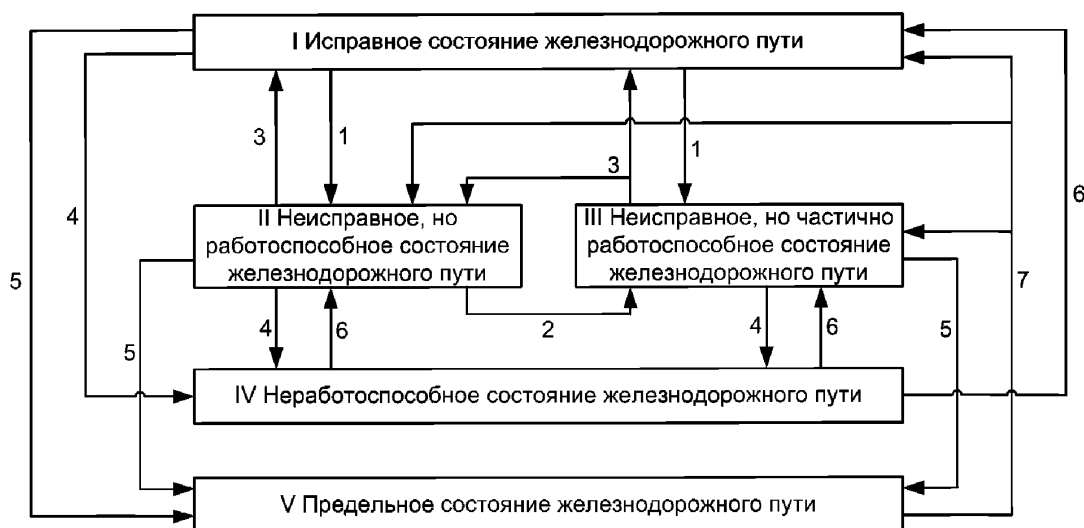 I Исправное состояние железнодорожного пути
3
1
3
1
4
6
II Неисправное, но
работоспособное состояние
железнодорожного пути
III Неисправное, но частично
работоспособное состояние
железнодорожного пути
5
7
4
6
2
4
6
5
5
IV Неработоспособное состояние железнодорожного пути
V Предельное состояние железнодорожного пути